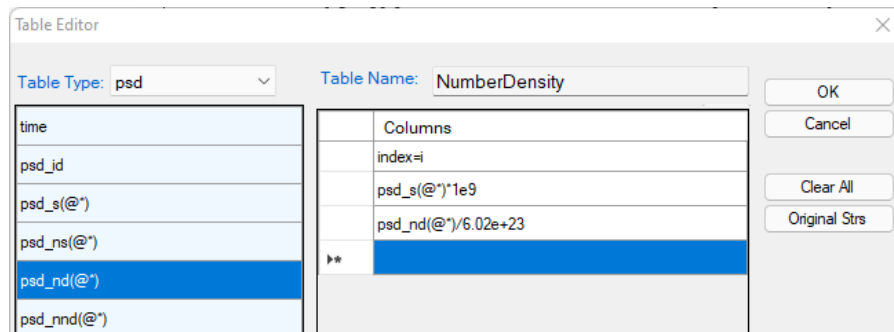 Table Editor
Table Type: psd
Table Name: NumberDensity
OK
Cancel
Clear All
Original Strs
time
psd_id
psd_s(@*)
psd_ns(@*)
psd_nd(@*)
psd_nnd(@*)
Columns
index=i
psd_s(@*)*1e9
psd_nd(@*)/6.02e+23